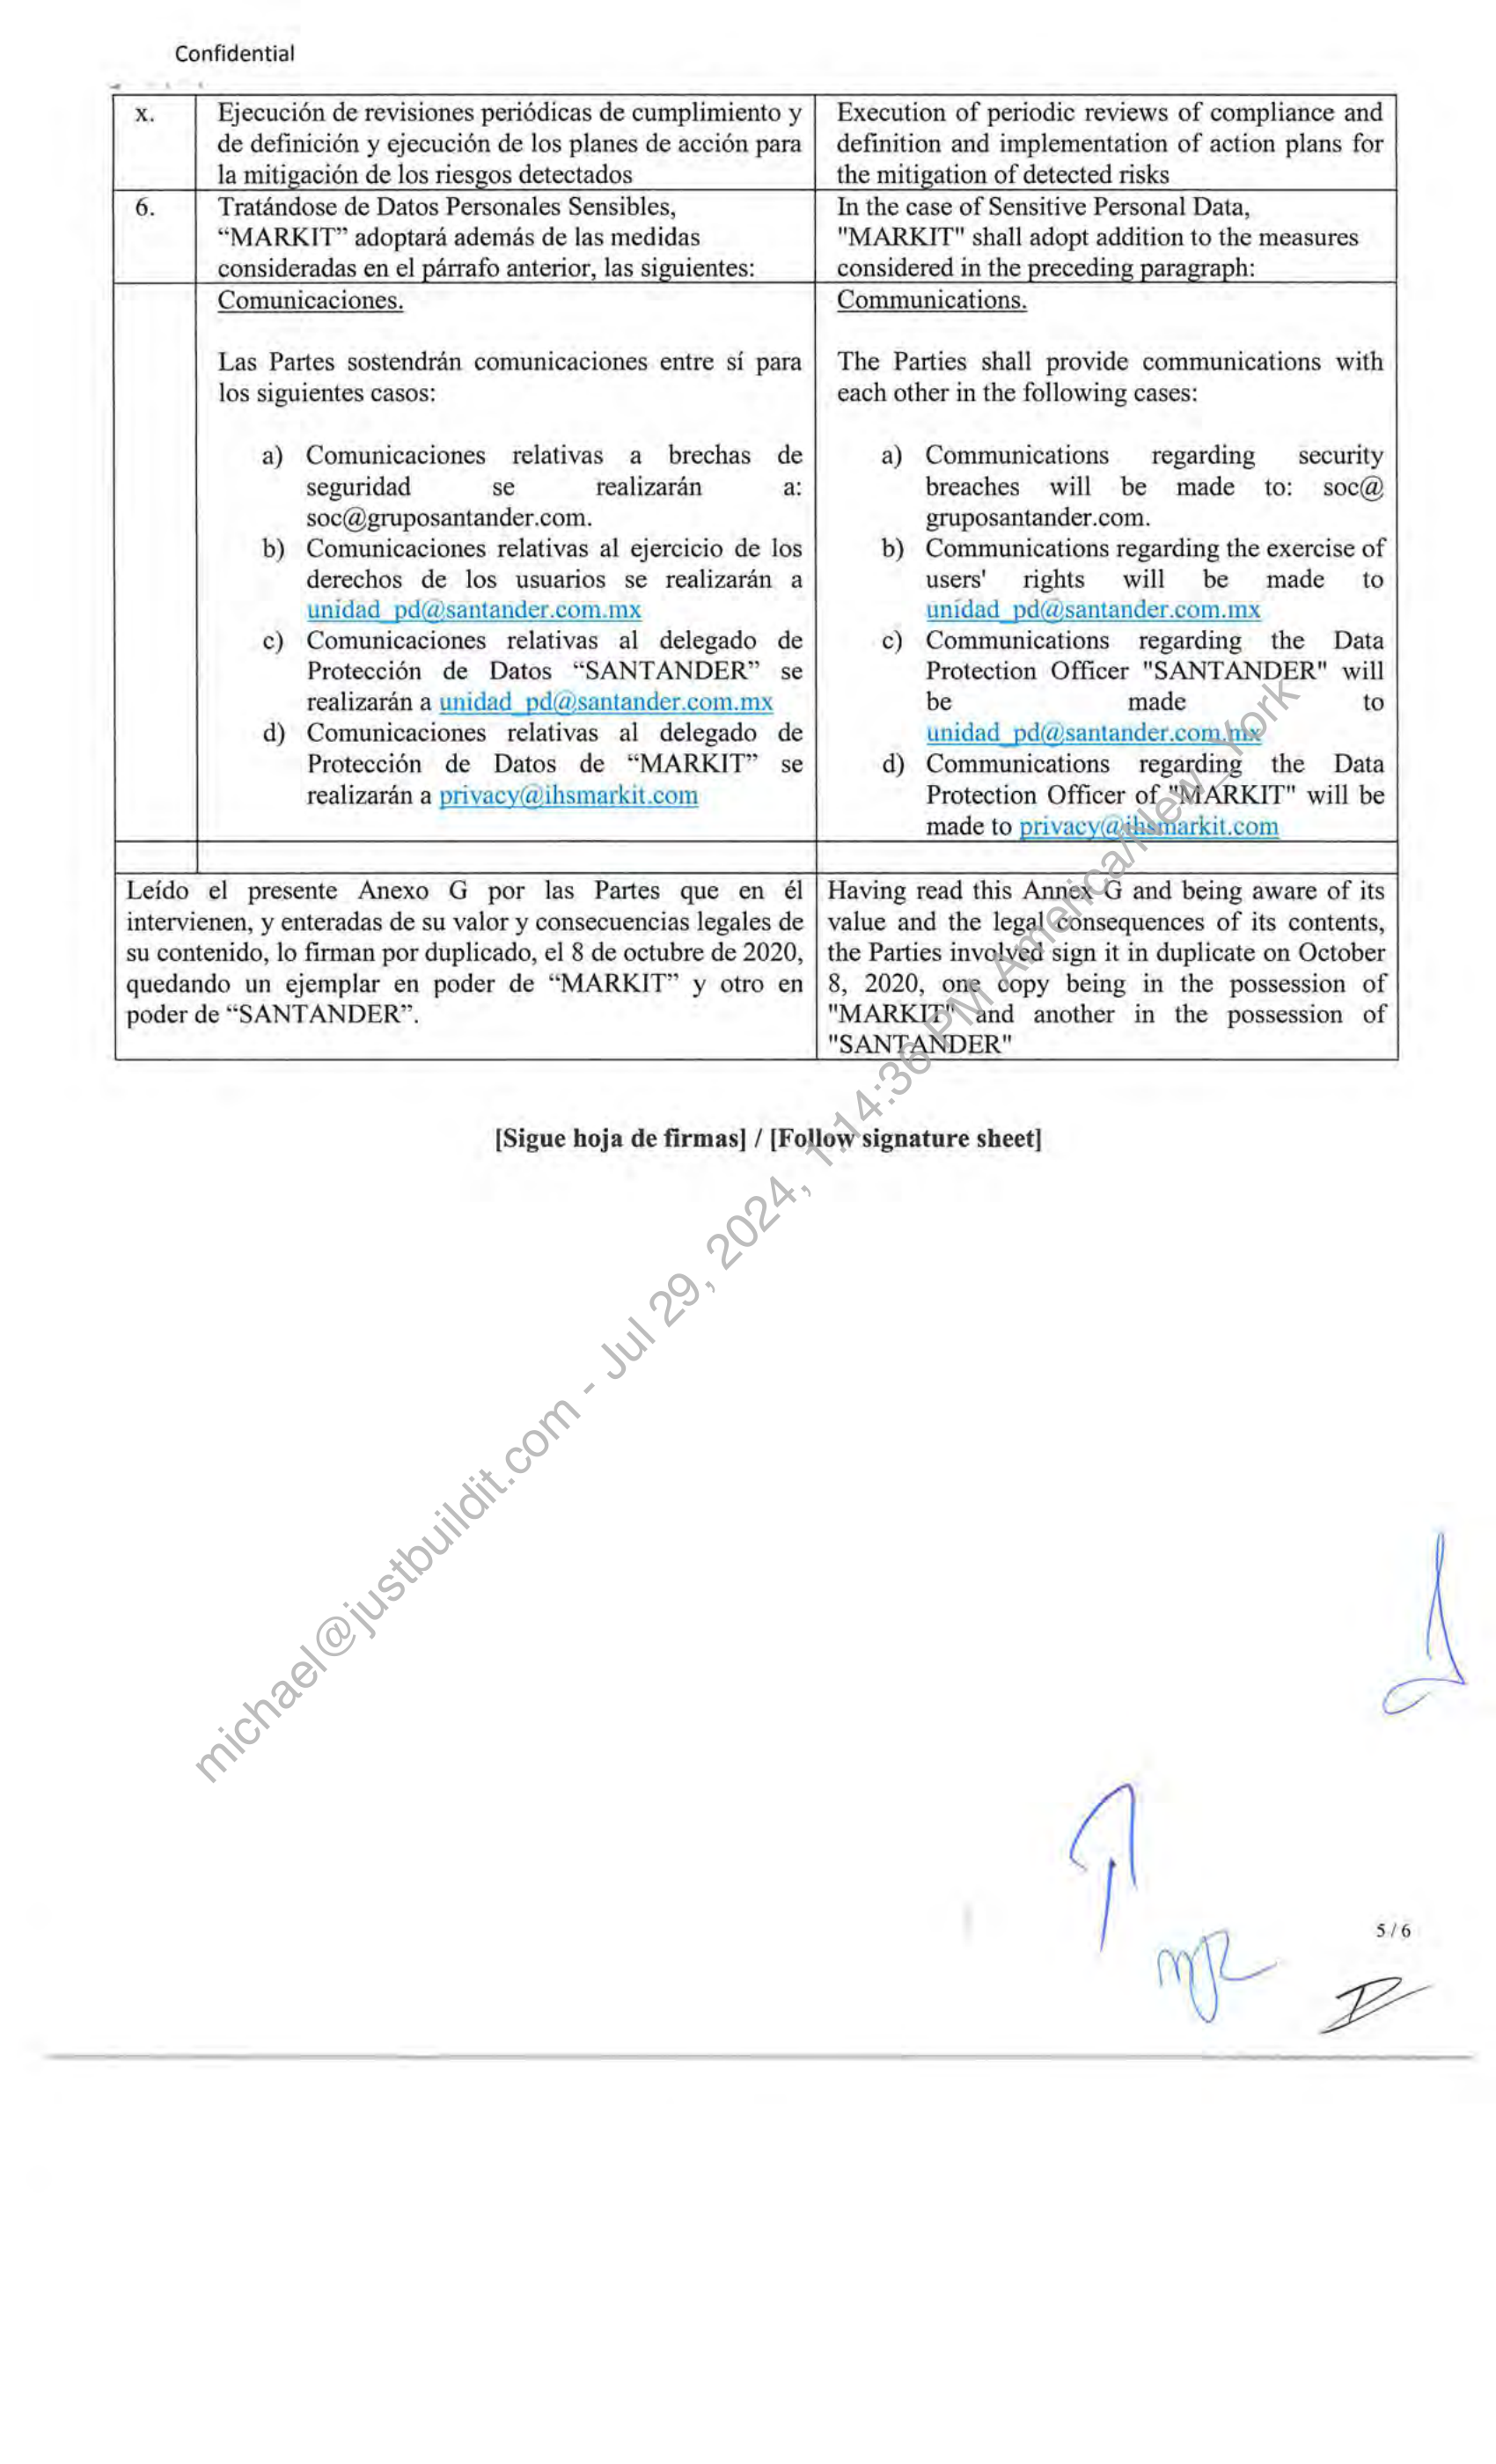 Confidential
x.
Ejecución de revisiones periódicas de cumplimiento y
de definición y ejecución de los planes de acción para
la mitigación de los riesgos detectados
Execution of periodic reviews of compliance and
definition and implementation of action plans for
the mitigation of detected risks
6.
Tratándose de Datos Personales Sensibles,
“MARKIT” adoptará además de las medidas
consideradas en el párrafo anterior, las siguientes:
In the case of Sensitive Personal Data,
"MARKIT" shall adopt addition to the measures
considered in the preceding paragraph:
Comunicaciones.
Las Partes sostendrán comunicaciones entre sí para
los siguientes casos:
a) Comunicaciones relativas a brechas de
seguridad se realizarán a:
soc@gruposantander.com.
b) Comunicaciones relativas al ejercicio de los
derechos de los usuarios se realizarán a
unidad_pd@santander.com.mx
c) Comunicaciones relativas al delegado de
Protección de Datos “SANTANDER” se
realizarán a unidad_pd@santander.com.mx
d) Comunicaciones relativas al delegado de
Protección de Datos de “MARKIT” se
realizarán a privacy@ihsmarkit.com
Communications.
The Parties shall provide communications with
each other in the following cases:
a) Communications regarding security
breaches will be made to: soc@
gruposantander.com.
b) Communications regarding the exercise of
users' rights will be made to
unidad_pd@santander.com.mx
c) Communications regarding the Data
Protection Officer "SANTANDER" will
be made to
unidad_pd@santander.com.mx
d) Communications regarding the Data
Protection Officer of "MARKIT" will be
made to privacy@ihsmarkit.com
Leído el presente Anexo G por las Partes que en él
intervienen, y enteradas de su valor y consecuencias legales de
su contenido, lo firman por duplicado, el 8 de octubre de 2020,
quedando un ejemplar en poder de “MARKIT” y otro en
poder de “SANTANDER”.
Having read this Annex G and being aware of its
value and the legal consequences of its contents,
the Parties involved sign it in duplicate on October
8, 2020, one copy being in the possession of
"MARKIT" and another in the possession of
"SANTANDER"
[Sigue hoja de firmas] / [Follow signature sheet]
michael@justbuildit.com - Jul 29, 2024, 1:14:36 PM America/New_York
5 / 6